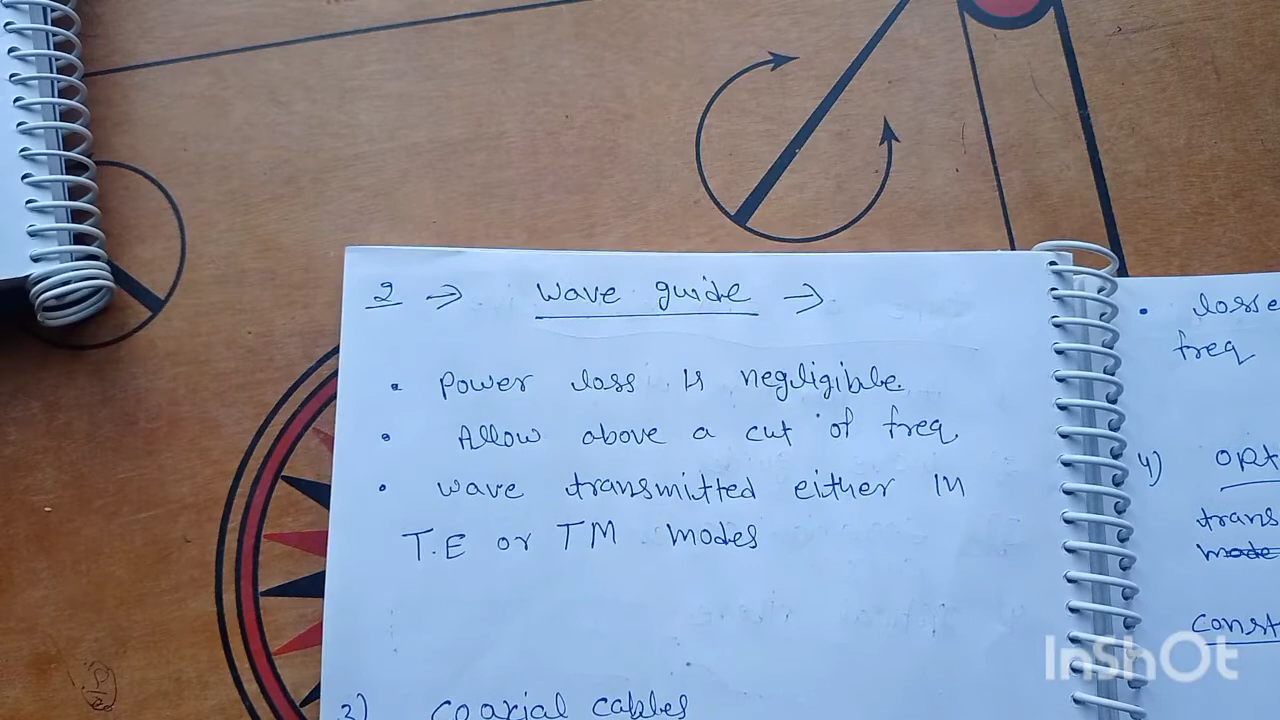 2 → Wave guide →
• Power loss is negligible.
• Allow above a cut of freq
• wave transmitted either in
T.E or TM modes
3) coaxial cables
• losse
freq
4) opt
trans
mode
const
InShOt